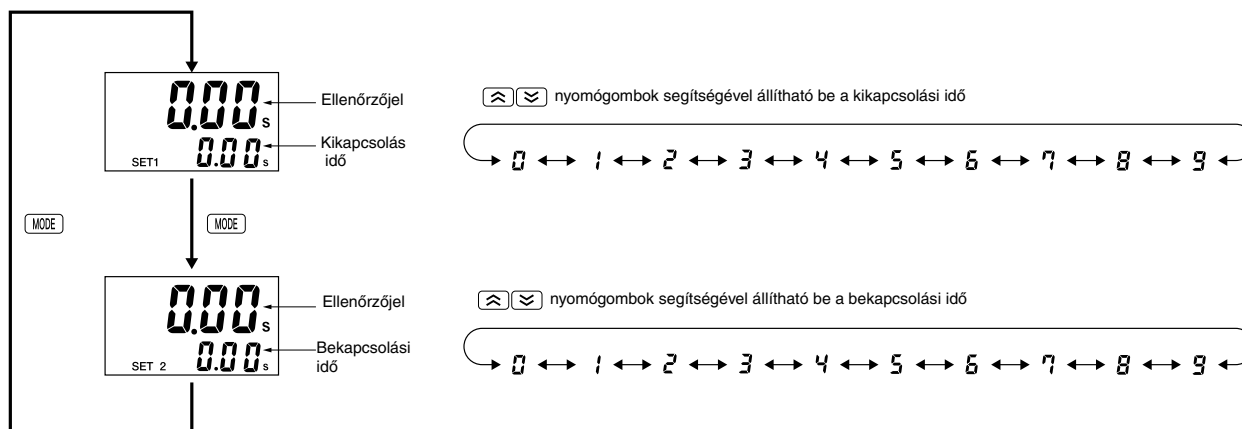 0.00 s
Ellenőrzőjel
SET1 0.00 s
Kikapcsolás
idő
nyomógombok segítségével állítható be a kikapcsolási idő
0 1 2 3 4 5 6 7 8 9
MODE
MODE
0.00 s
Ellenőrzőjel
SET 2 0.00 s
Bekapcsolási
idő
nyomógombok segítségével állítható be a bekapcsolási idő
0 1 2 3 4 5 6 7 8 9